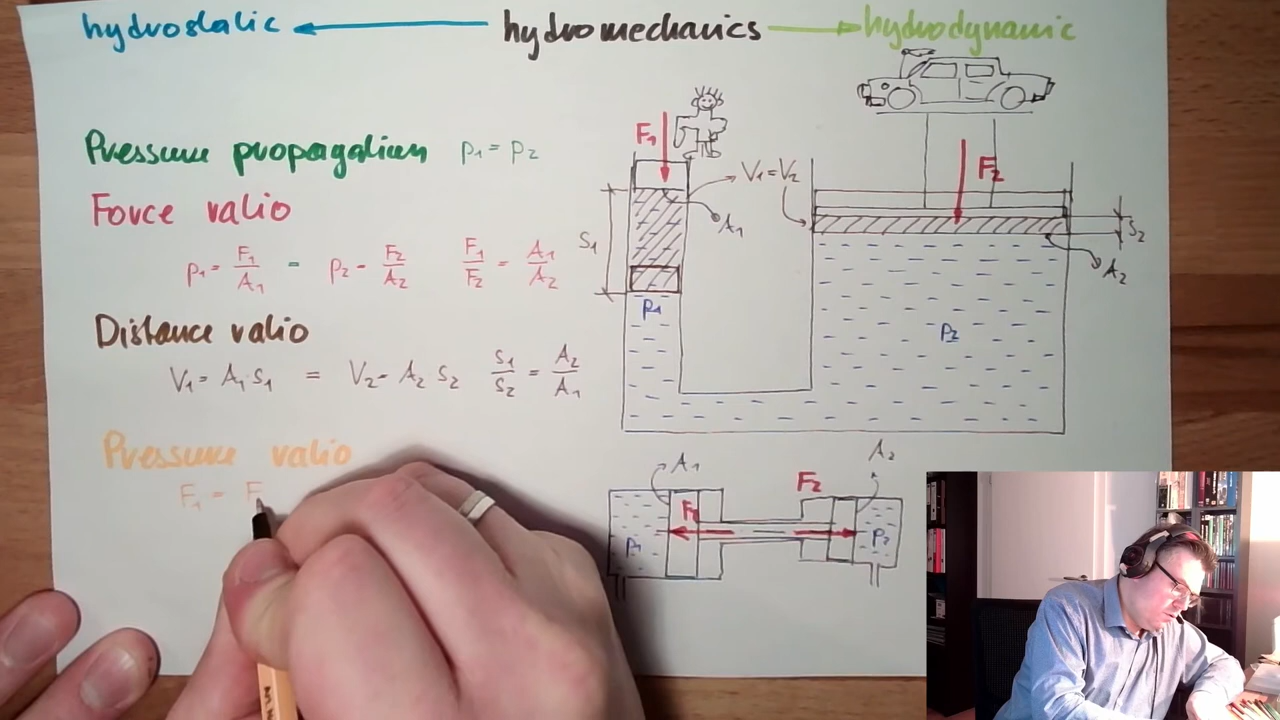 hydrostatic ← hydromechanics → hydrodynamic
Pressure propagation p₁ = p₂
Force ratio
p₁ = F₁/A₁ = p₂ = F₂/A₂ F₁/F₂ = A₁/A₂
Distance ratio
V₁ = A₁·s₁ = V₂ = A₂ s₂ s₁/s₂ = A₂/A₁
Pressure ratio
F₁ = F
F₁
V₁ = V₂
F₂
A₁
S₁
S₂
A₂
p₁
p₂
A₁
A₂
F₂
F₁
p₁
p₂